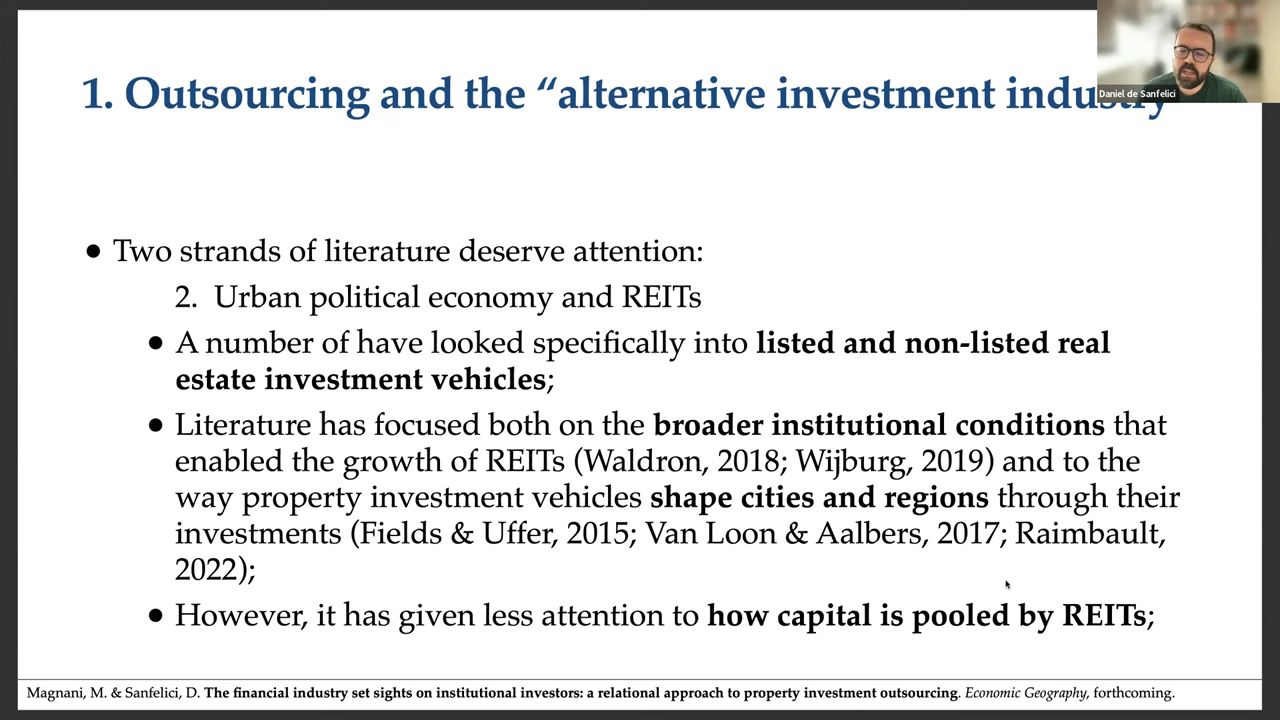 1. Outsourcing and the “alternative investment industry
Daniel de Sanfelici
● Two strands of literature deserve attention:
2. Urban political economy and REITs
● A number of have looked specifically into listed and non-listed real
estate investment vehicles;
● Literature has focused both on the broader institutional conditions that
enabled the growth of REITs (Waldron, 2018; Wijburg, 2019) and to the
way property investment vehicles shape cities and regions through their
investments (Fields & Uffer, 2015; Van Loon & Aalbers, 2017; Raimbault,
2022);
● However, it has given less attention to how capital is pooled by REITs;
Magnani, M. & Sanfelici, D. The financial industry set sights on institutional investors: a relational approach to property investment outsourcing. Economic Geography, forthcoming.